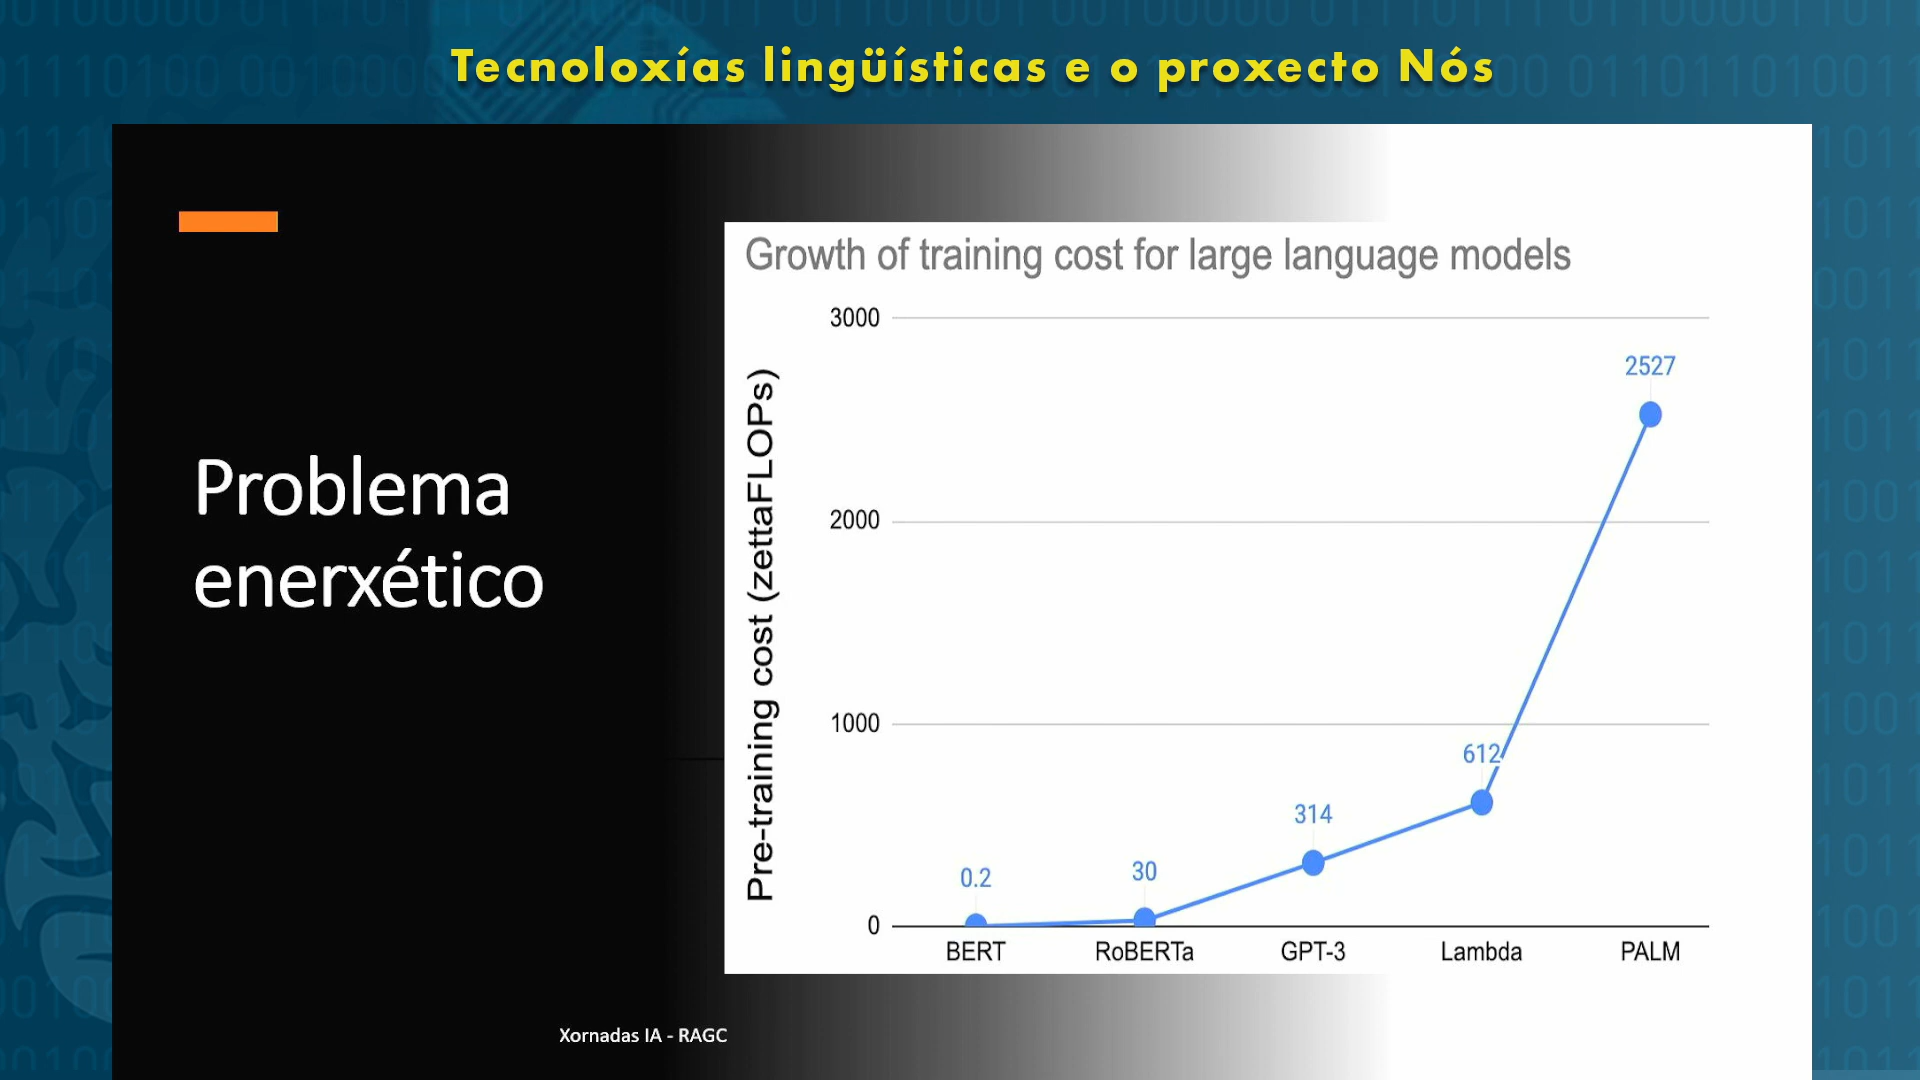 Tecnoloxías lingüísticas e o proxecto Nós
Problema
enerxético
Growth of training cost for large language models
Pre-training cost (zettaFLOPs)
3000
2000
1000
0
0.2
30
314
612
2527
BERT
RoBERTa
GPT-3
Lambda
PALM
Xornadas IA - RAGC